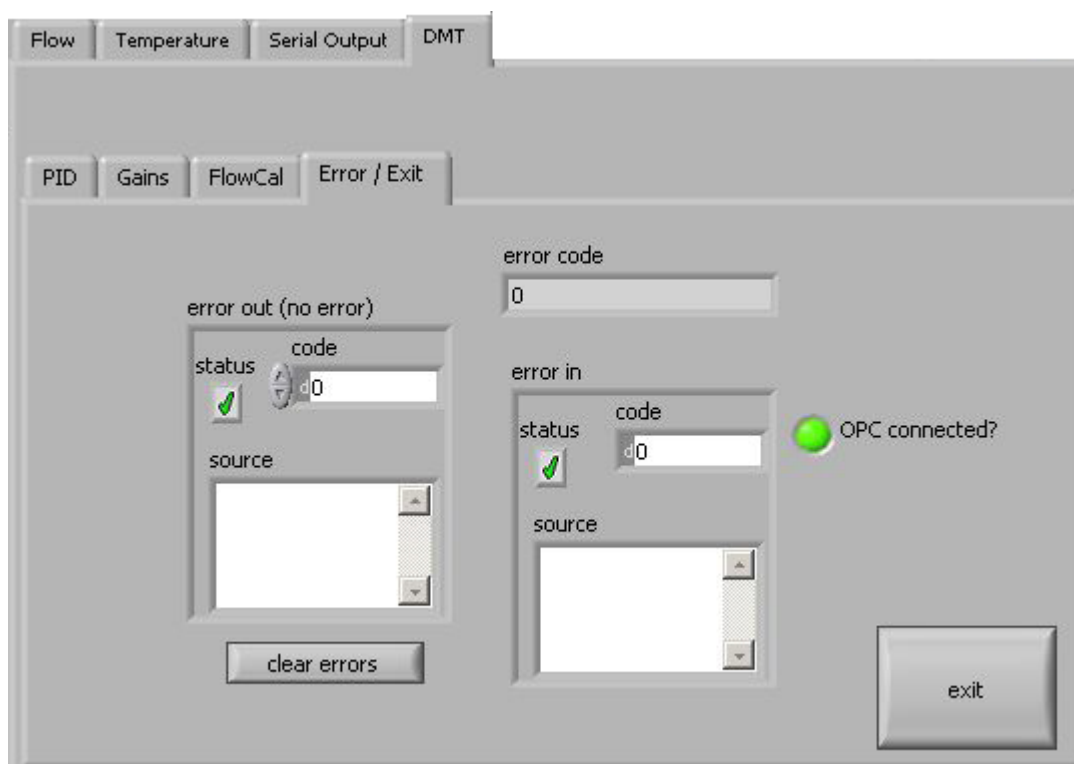 Flow Temperature Serial Output DMT
PID Gains FlowCal Error / Exit
error code
0
error out (no error)
status code
d0
source
clear errors
error in
status code
d0
source
OPC connected?
exit